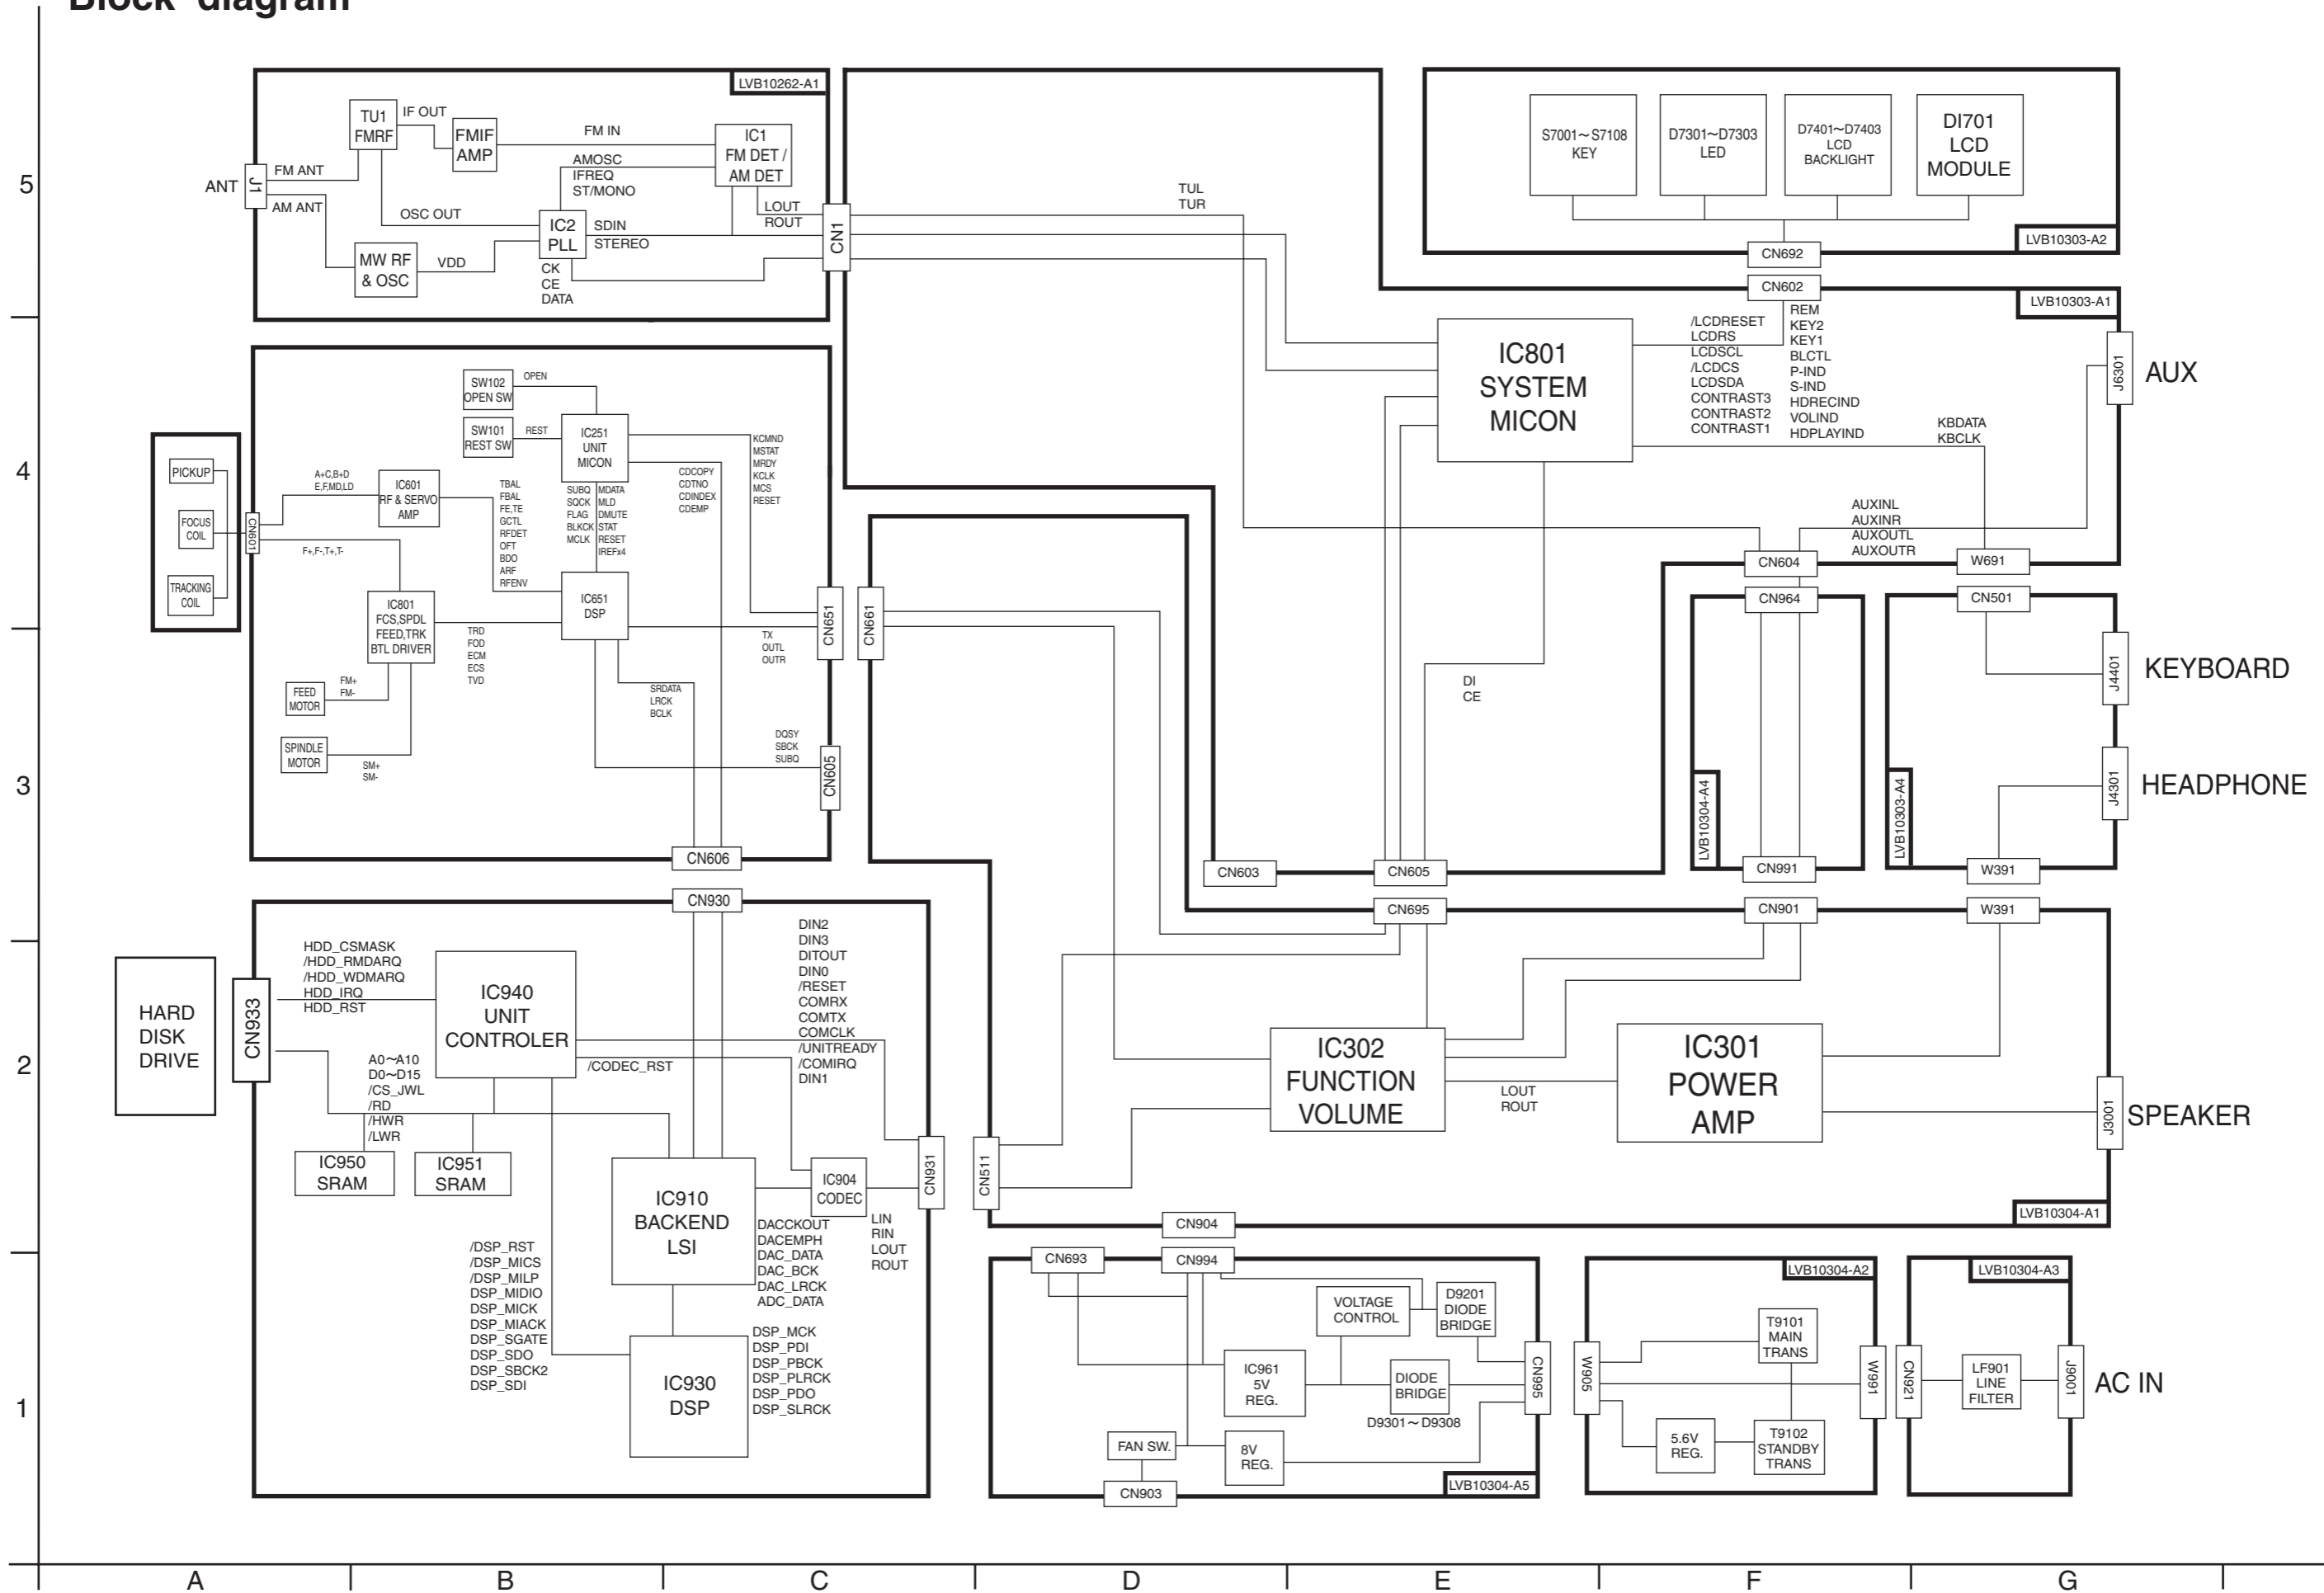 Block diagram
LVB10262-A1
TU1
FMRF
IF OUT
FMIF
AMP
FM IN
IC1
FM DET /
AM DET
AMOSC
IFREQ
ST/MONO
ANT
J1
FM ANT
AM ANT
OSC OUT
IC2
PLL
SDIN
STEREO
LOUT
ROUT
CN1
MW RF
& OSC
VDD
CK
CE
DATA
TUL
TUR
S7001~S7108
KEY
D7301~D7303
LED
D7401~D7403
LCD
BACKLIGHT
DI701
LCD
MODULE
LVB10303-A2
CN692
CN602
LVB10303-A1
IC801
SYSTEM
MICON
/LCDRESET
LCDRS
LCDSCL
/LCDCS
LCDSDA
CONTRAST3
CONTRAST2
CONTRAST1
REM
KEY2
KEY1
BLCTL
P-IND
S-IND
HDRECIND
VOLIND
HDPLAYIND
KBDATA
KBCLK
J6301
AUX
AUXINL
AUXINR
AUXOUTL
AUXOUTR
CN604
W691
DI
CE
SW102
OPEN SW
OPEN
SW101
REST SW
REST
IC251
UNIT
MICON
KCMND
MSTAT
MRDY
KCLK
MCS
RESET
CDCOPY
CDTNO
CDINDEX
CDEMP
PICKUP
FOCUS
COIL
TRACKING
COIL
CN601
A+C,B+D
E,F,MD,LD
IC601
RF & SERVO
AMP
F+,F-,T+,T-
TBAL
FBAL
FE,TE
GCTL
RFDET
OFT
BDO
ARF
RFENV
SUBQ
SQCK
FLAG
BLKCK
MCLK
MDATA
MLD
DMUTE
STAT
RESET
IREFx4
IC801
FCS,SPDL
FEED,TRK
BTL DRIVER
IC651
DSP
TRD
FOD
ECM
ECS
TVD
TX
OUTL
OUTR
CN651
CN661
FEED
MOTOR
FM+
FM-
SPINDLE
MOTOR
SM+
SM-
SRDATA
LRCK
BCLK
DQSY
SBCK
SUBQ
CN605
CN606
CN964
LVB10304-A4
CN991
CN501
J4401
KEYBOARD
J4301
HEADPHONE
LVB10303-A4
W391
CN603
CN605
CN695
CN901
W391
CN930
HARD
DISK
DRIVE
CN933
HDD_CSMASK
/HDD_RMDARQ
/HDD_WDMARQ
HDD_IRQ
HDD_RST
IC940
UNIT
CONTROLER
A0~A10
D0~D15
/CS_JWL
/RD
/HWR
/LWR
DIN2
DIN3
DITOUT
DIN0
/RESET
COMRX
COMTX
COMCLK
/UNITREADY
/COMIRQ
DIN1
/CODEC_RST
IC950
SRAM
IC951
SRAM
IC910
BACKEND
LSI
IC904
CODEC
CN931
LIN
RIN
LOUT
ROUT
DACCKOUT
DACEMPH
DAC_DATA
DAC_BCK
DAC_LRCK
ADC_DATA
/DSP_RST
/DSP_MICS
/DSP_MILP
DSP_MIDIO
DSP_MICK
DSP_MIACK
DSP_SGATE
DSP_SDO
DSP_SBCK2
DSP_SDI
IC930
DSP
DSP_MCK
DSP_PDI
DSP_PBCK
DSP_PLRCK
DSP_PDO
DSP_SLRCK
CN511
IC302
FUNCTION
VOLUME
LOUT
ROUT
IC301
POWER
AMP
J3001
SPEAKER
LVB10304-A1
CN904
CN693
CN994
VOLTAGE
CONTROL
D9201
DIODE
BRIDGE
IC961
5V
REG.
DIODE
BRIDGE
D9301~D9308
CN995
FAN SW.
8V
REG.
CN903
LVB10304-A5
W905
LVB10304-A2
T9101
MAIN
TRANS
5.6V
REG.
T9102
STANDBY
TRANS
W991
LVB10304-A3
CN921
LF901
LINE
FILTER
J9001
AC IN
5
4
3
2
1
A
B
C
D
E
F
G